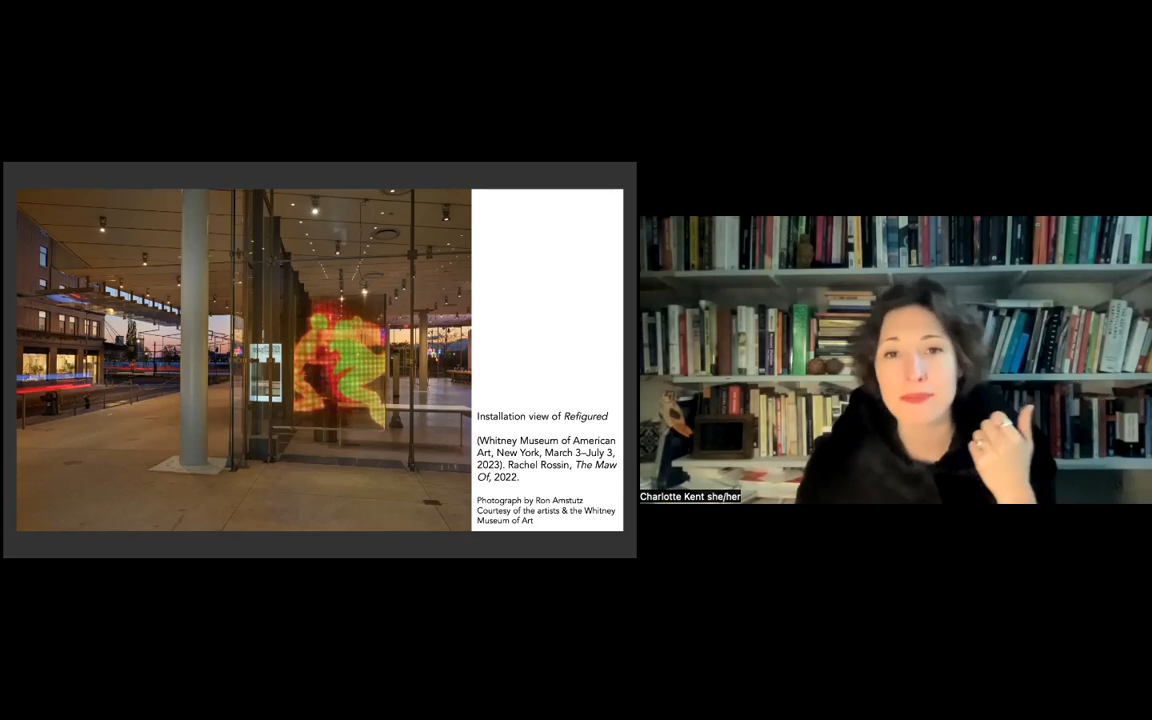 Installation view of Refigured
(Whitney Museum of American
Art, New York, March 3–July 3,
2023). Rachel Rossin, The Maw
Of, 2022.
Photograph by Ron Amstutz
Courtesy of the artists & the Whitney
Museum of Art
Charlotte Kent she/her